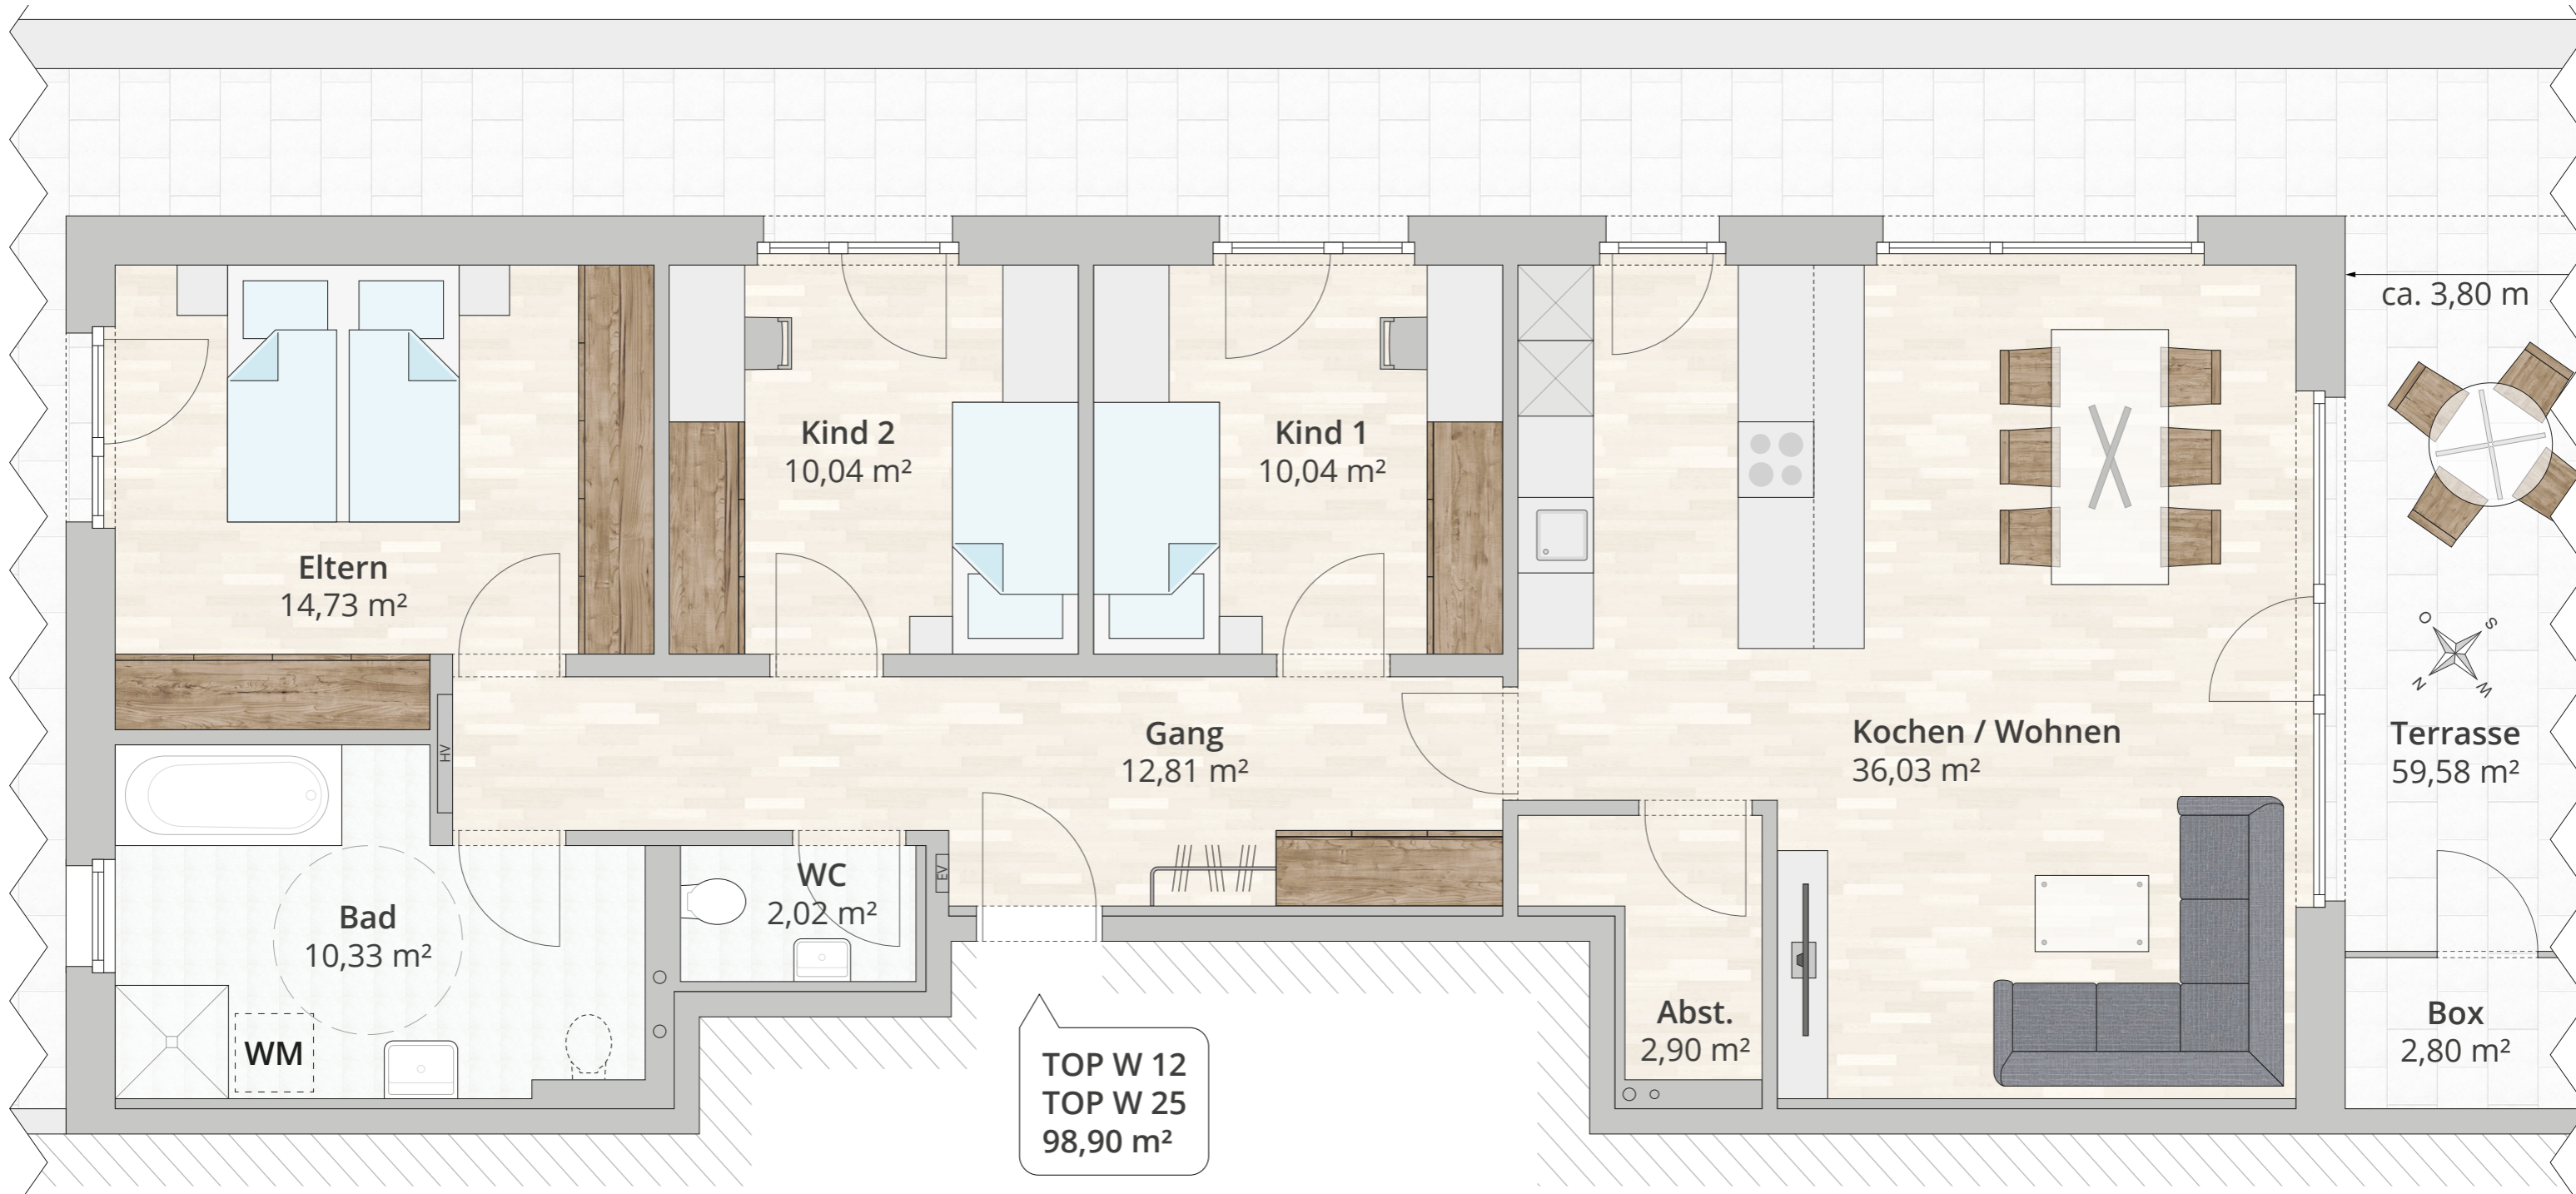 ca. 3,80 m
Kind 2
10,04 m²
Kind 1
10,04 m²
Eltern
14,73 m²
O
S
N
W
HV
Gang
12,81 m²
Kochen / Wohnen
36,03 m²
Terrasse
59,58 m²
WC
2,02 m²
EV
Bad
10,33 m²
WM
Abst.
2,90 m²
Box
2,80 m²
TOP W 12
TOP W 25
98,90 m²